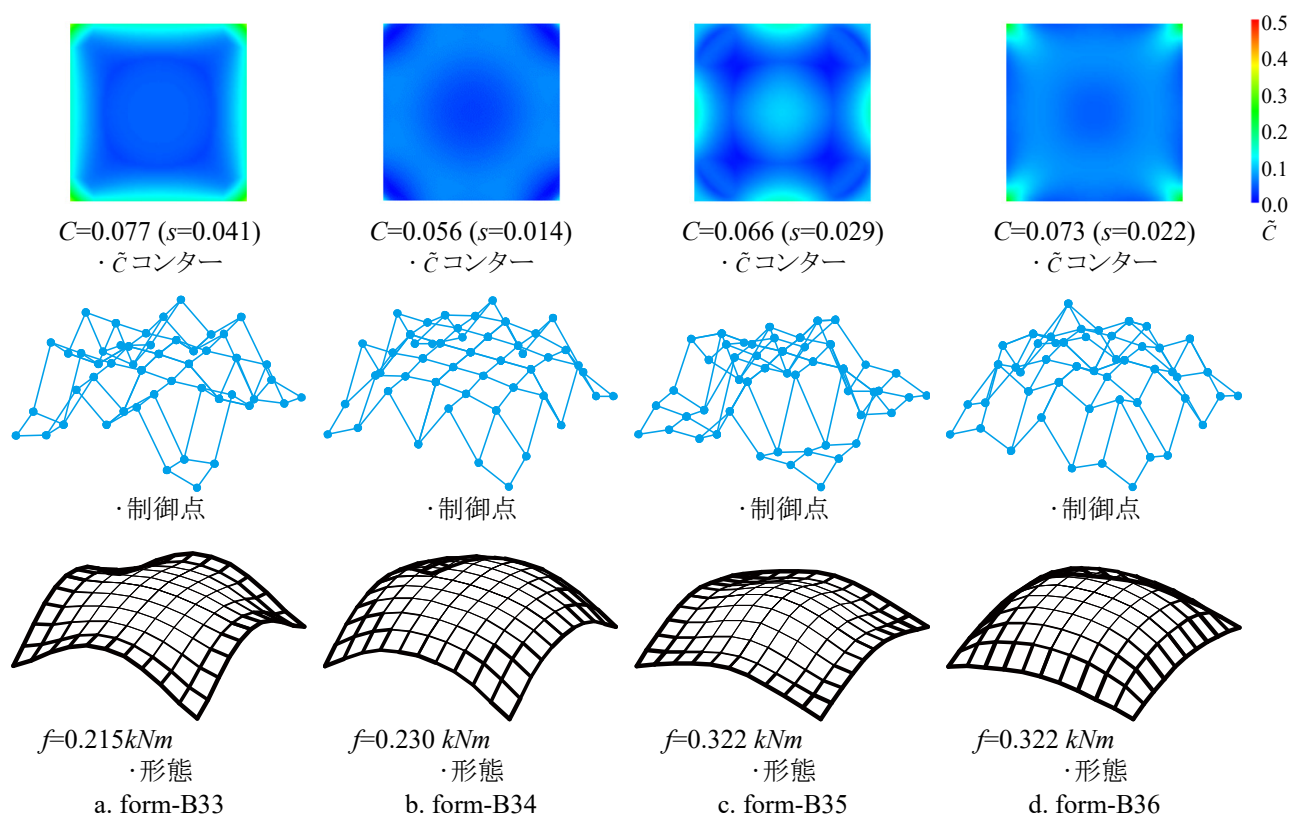 0.5
0.4
0.3
0.2
0.1
0.0
C̃
C=0.077 (s=0.041) C=0.056 (s=0.014) C=0.066 (s=0.029) C=0.073 (s=0.022)
・C̃コンター ・C̃コンター ・C̃コンター ・C̃コンター
・制御点 ・制御点 ・制御点 ・制御点
f=0.215kNm f=0.230 kNm f=0.322 kNm f=0.322 kNm
・形態 ・形態 ・形態 ・形態
a. form-B33 b. form-B34 c. form-B35 d. form-B36